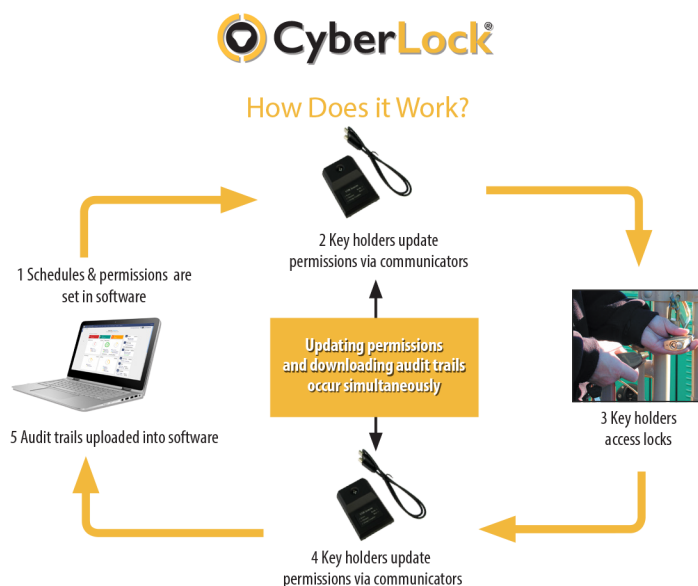 CyberLock®
How Does it Work?
2 Key holders update
permissions via communicators
1 Schedules & permissions are
set in software
Updating permissions
and downloading audit trails
occur simultaneously
3 Key holders
access locks
5 Audit trails uploaded into software
4 Key holders update
permissions via communicators